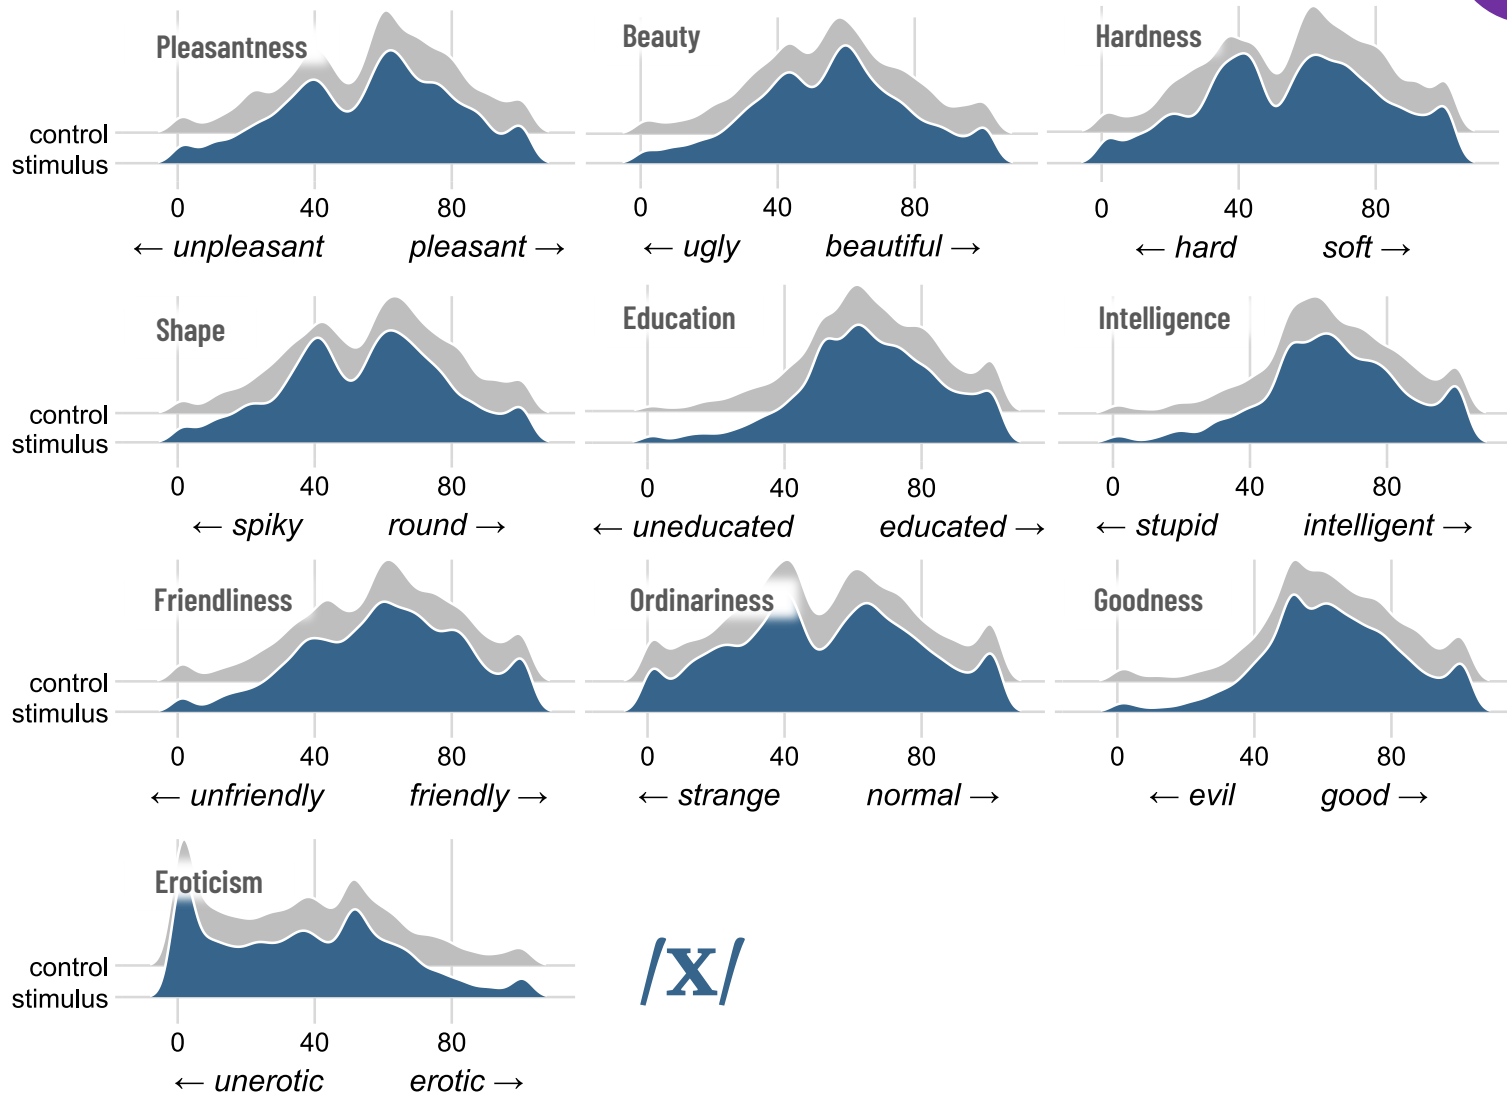 Pleasantness
control
stimulus
0 40 80
← unpleasant pleasant →
Beauty
0 40 80
← ugly beautiful →
Hardness
0 40 80
← hard soft →
Shape
control
stimulus
0 40 80
← spiky round →
Education
0 40 80
← uneducated educated →
Intelligence
0 40 80
← stupid intelligent →
Friendliness
control
stimulus
0 40 80
← unfriendly friendly →
Ordinariness
0 40 80
← strange normal →
Goodness
0 40 80
← evil good →
Eroticism
control
stimulus
0 40 80
← unerotic erotic →
/x/